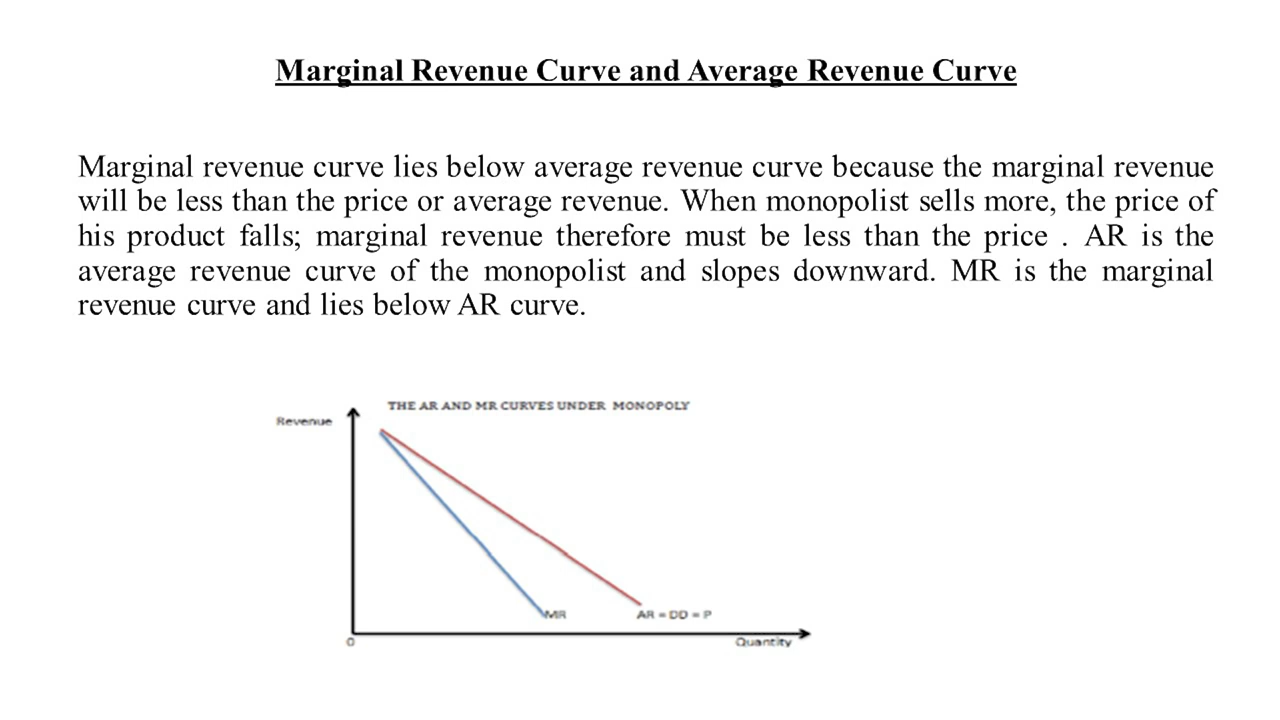 Marginal Revenue Curve and Average Revenue Curve
Marginal revenue curve lies below average revenue curve because the marginal revenue
will be less than the price or average revenue. When monopolist sells more, the price of
his product falls; marginal revenue therefore must be less than the price . AR is the
average revenue curve of the monopolist and slopes downward. MR is the marginal
revenue curve and lies below AR curve.
THE AR AND MR CURVES UNDER MONOPOLY
Revenue
MR
AR = DD = P
0
Quantity